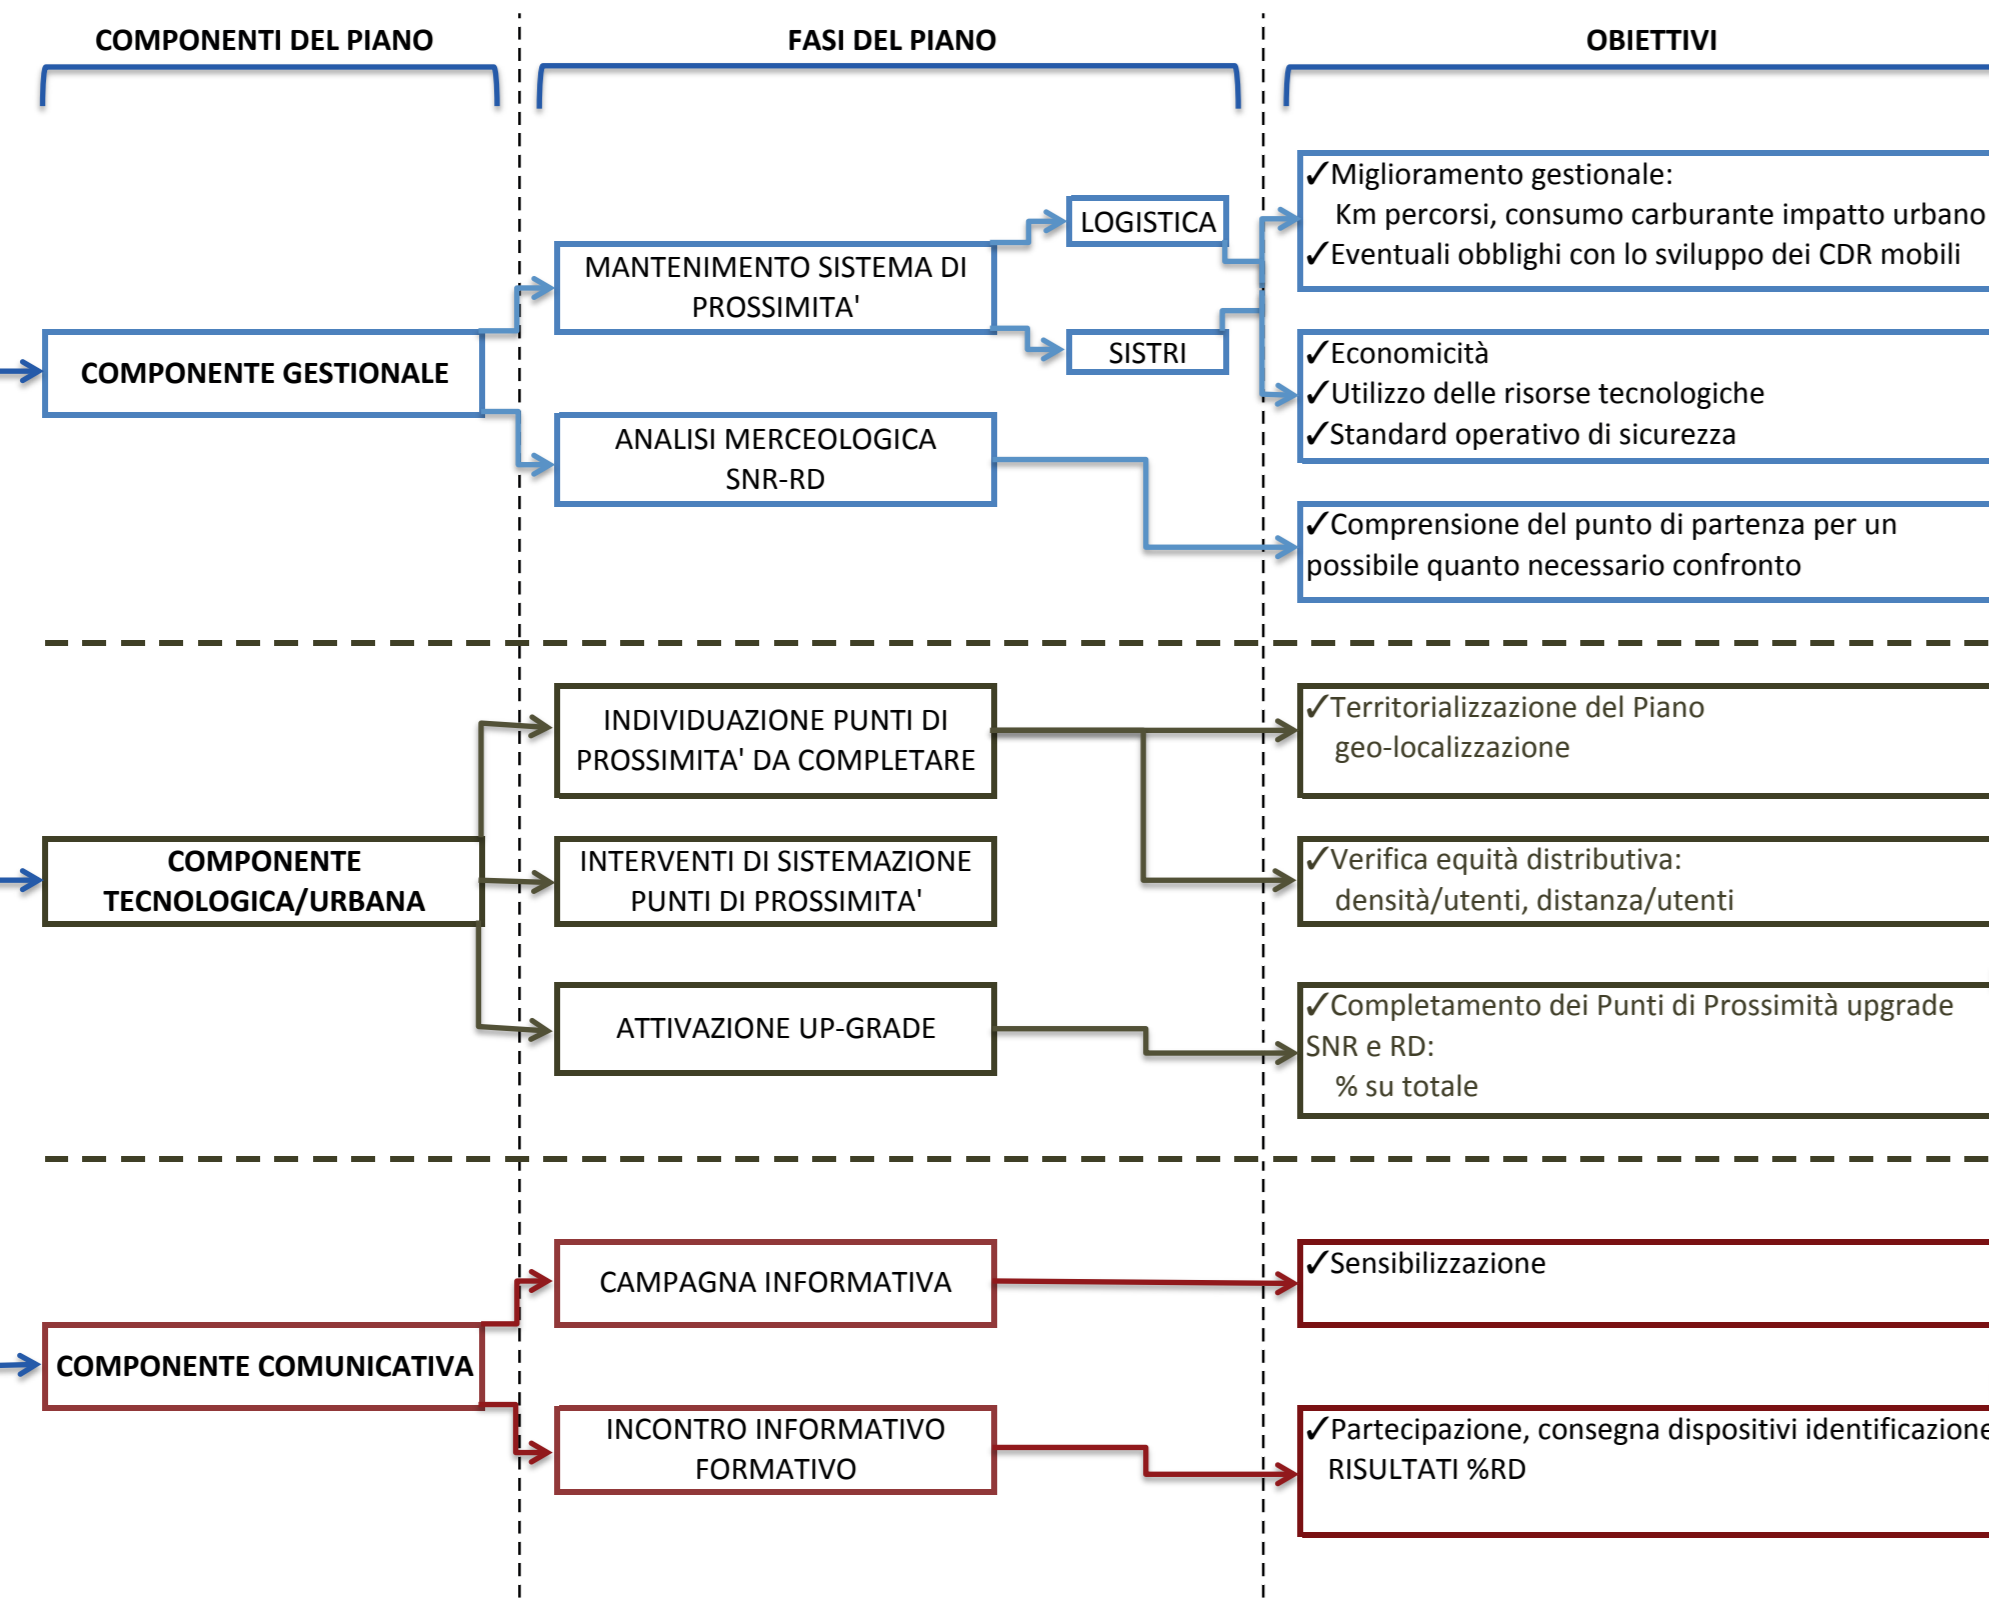 COMPONENTI DEL PIANO
FASI DEL PIANO
OBIETTIVI
COMPONENTE GESTIONALE
MANTENIMENTO SISTEMA DI
PROSSIMITA'
LOGISTICA
SISTRI
ANALISI MERCEOLOGICA
SNR-RD
✓Miglioramento gestionale:
Km percorsi, consumo carburante impatto urbano
✓Eventuali obblighi con lo sviluppo dei CDR mobili
✓Economicità
✓Utilizzo delle risorse tecnologiche
✓Standard operativo di sicurezza
✓Comprensione del punto di partenza per un
possibile quanto necessario confronto
COMPONENTE
TECNOLOGICA/URBANA
INDIVIDUAZIONE PUNTI DI
PROSSIMITA' DA COMPLETARE
INTERVENTI DI SISTEMAZIONE
PUNTI DI PROSSIMITA'
ATTIVAZIONE UP-GRADE
✓Territorializzazione del Piano
geo-localizzazione
✓Verifica equità distributiva:
densità/utenti, distanza/utenti
✓Completamento dei Punti di Prossimità upgrade
SNR e RD:
% su totale
COMPONENTE COMUNICATIVA
CAMPAGNA INFORMATIVA
INCONTRO INFORMATIVO
FORMATIVO
✓Sensibilizzazione
✓Partecipazione, consegna dispositivi identificazione
RISULTATI %RD